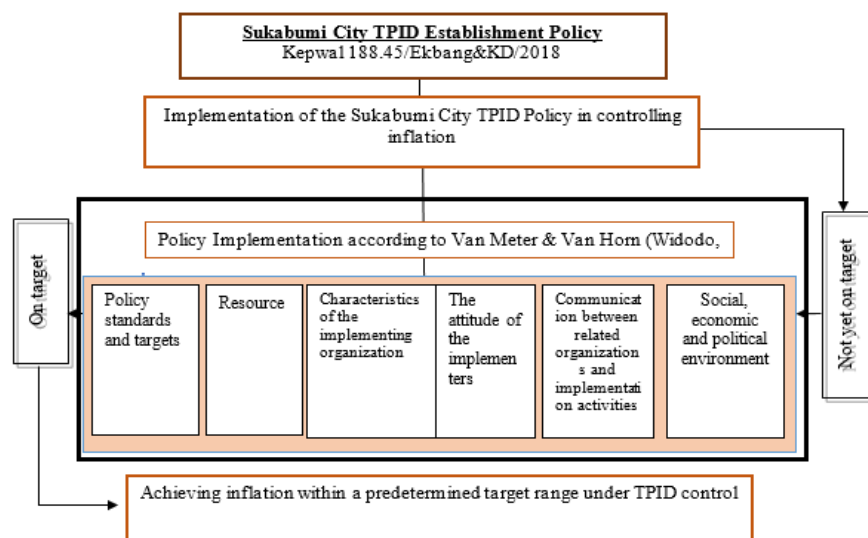 Sukabumi City TPID Establishment Policy
Kepwa1188.45/Ekbang&KD/2018
Implementation of the Sukabumi City TPID Policy in controlling
inflation
On target
Not yet on target
Policy Implementation according to Van Meter & Van Horn (Widodo,
Policy
standards
and targets
Resource
Characteristics
of the
implementing
organization
The
attitude of
the
implemen
ters
Communicat
ion between
related
organization
s and
implementati
on activities
Social,
economic
and political
environment
Achieving inflation within a predetermined target range under TPID control